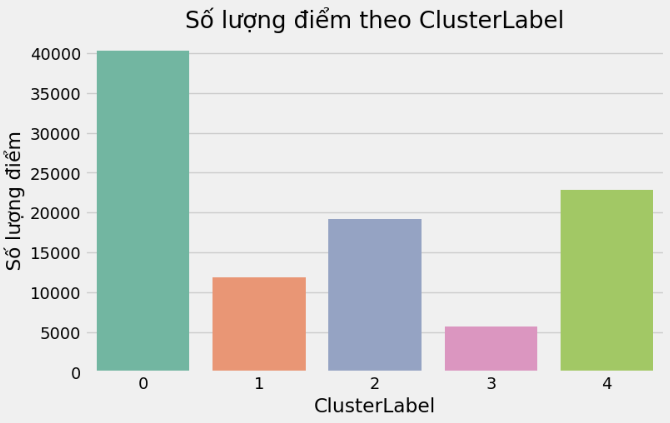 Số lượng điểm theo ClusterLabel
Số lượng điểm
40000
35000
30000
25000
20000
15000
10000
5000
0
0 1 2 3 4
ClusterLabel